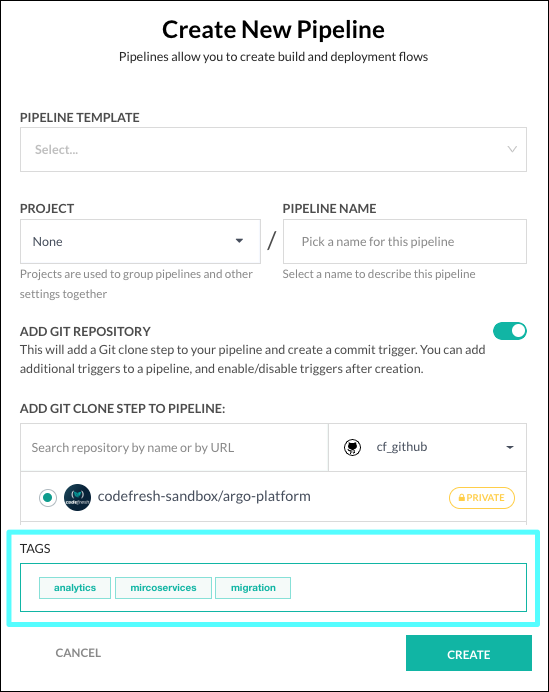 Create New Pipeline
Pipelines allow you to create build and deployment flows
PIPELINE TEMPLATE
Select...
PROJECT
PIPELINE NAME
None
/
Pick a name for this pipeline
Projects are used to group pipelines and other
settings together
Select a name to describe this pipeline
ADD GIT REPOSITORY
This will add a Git clone step to your pipeline and create a commit trigger. You can add
additional triggers to a pipeline, and enable/disable triggers after creation.
ADD GIT CLONE STEP TO PIPELINE:
Search repository by name or by URL
cf_github
codefresh
codefresh-sandbox/argo-platform
PRIVATE
TAGS
analytics
mircoservices
migration
CANCEL
CREATE